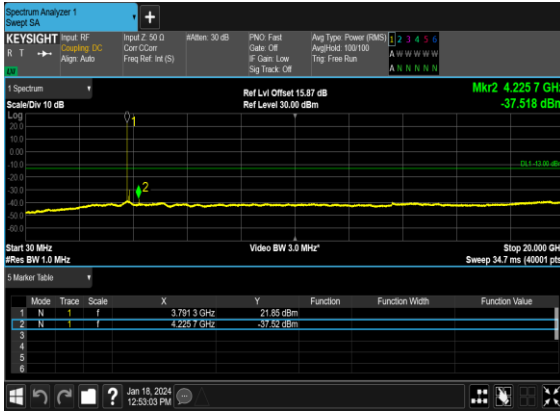 Spectrum Analyzer 1
Swept SA
+
KEYSIGHT Input: RF Input Z: 50 Ω #Atten: 30 dB PNO: Fast Avg Type: Power (RMS) 1 2 3 4 5 6
R T Coupling: DC Corr CCorr Gate: Off Avg|Hold: 100/100 A W W W W W
Align: Auto Freq Ref: Int (S) IF Gain: Low Trig: Free Run
Sig Track: Off A N N N N N
1 Spectrum
Ref Lvl Offset 15.87 dB Mkr2 4.225 7 GHz
Scale/Div 10 dB Ref Level 30.00 dBm -37.518 dBm
Log
20.0
10.0
0.00
-10.0
-20.0
-30.0
-40.0
-50.0
-60.0
1
2
DL1 -13.00 dBm
Start 30 MHz Video BW 3.0 MHz* Stop 20.000 GH
#Res BW 1.0 MHz Sweep 34.7 ms (40001 pts
5 Marker Table
Mode Trace Scale X Y Function Function Width Function Value
1 N 1 f 3.791 3 GHz 21.85 dBm
2 N 1 f 4.225 7 GHz -37.52 dBm
3
4
5
6
? Jan 18, 2024
12:53:03 PM